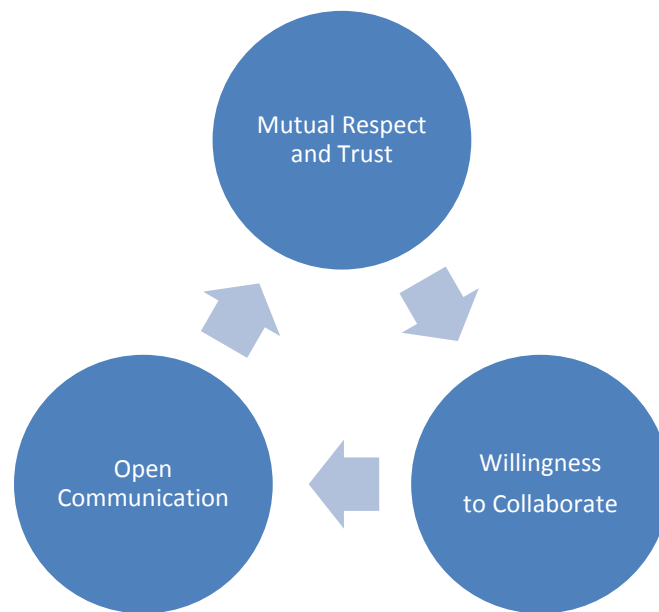 Mutual Respect
and Trust
Willingness
to Collaborate
Open
Communication